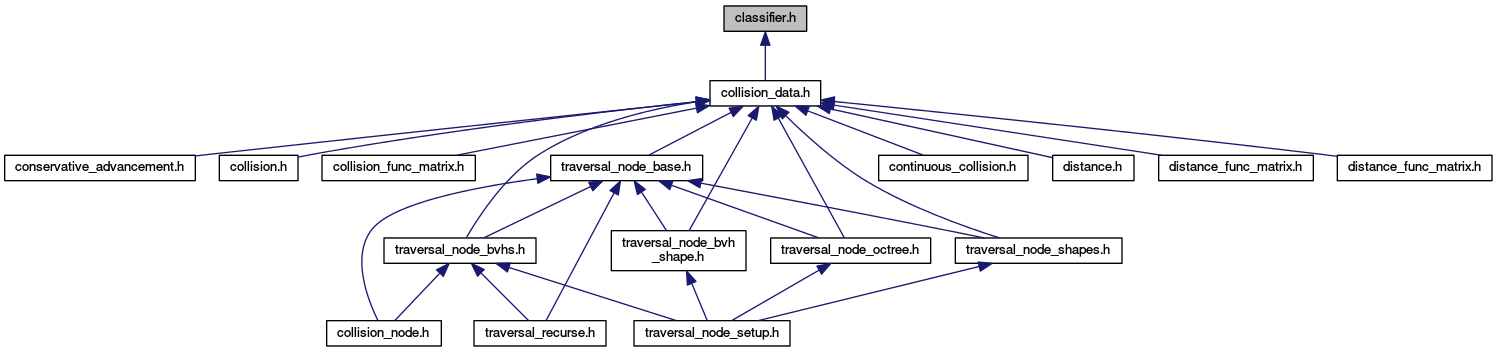 classifier.h
collision_data.h
conservative_advancement.h
collision.h
collision_func_matrix.h
traversal_node_base.h
continuous_collision.h
distance.h
distance_func_matrix.h
distance_func_matrix.h
traversal_node_bvhs.h
traversal_node_bvh
_shape.h
traversal_node_octree.h
traversal_node_shapes.h
collision_node.h
traversal_recurse.h
traversal_node_setup.h